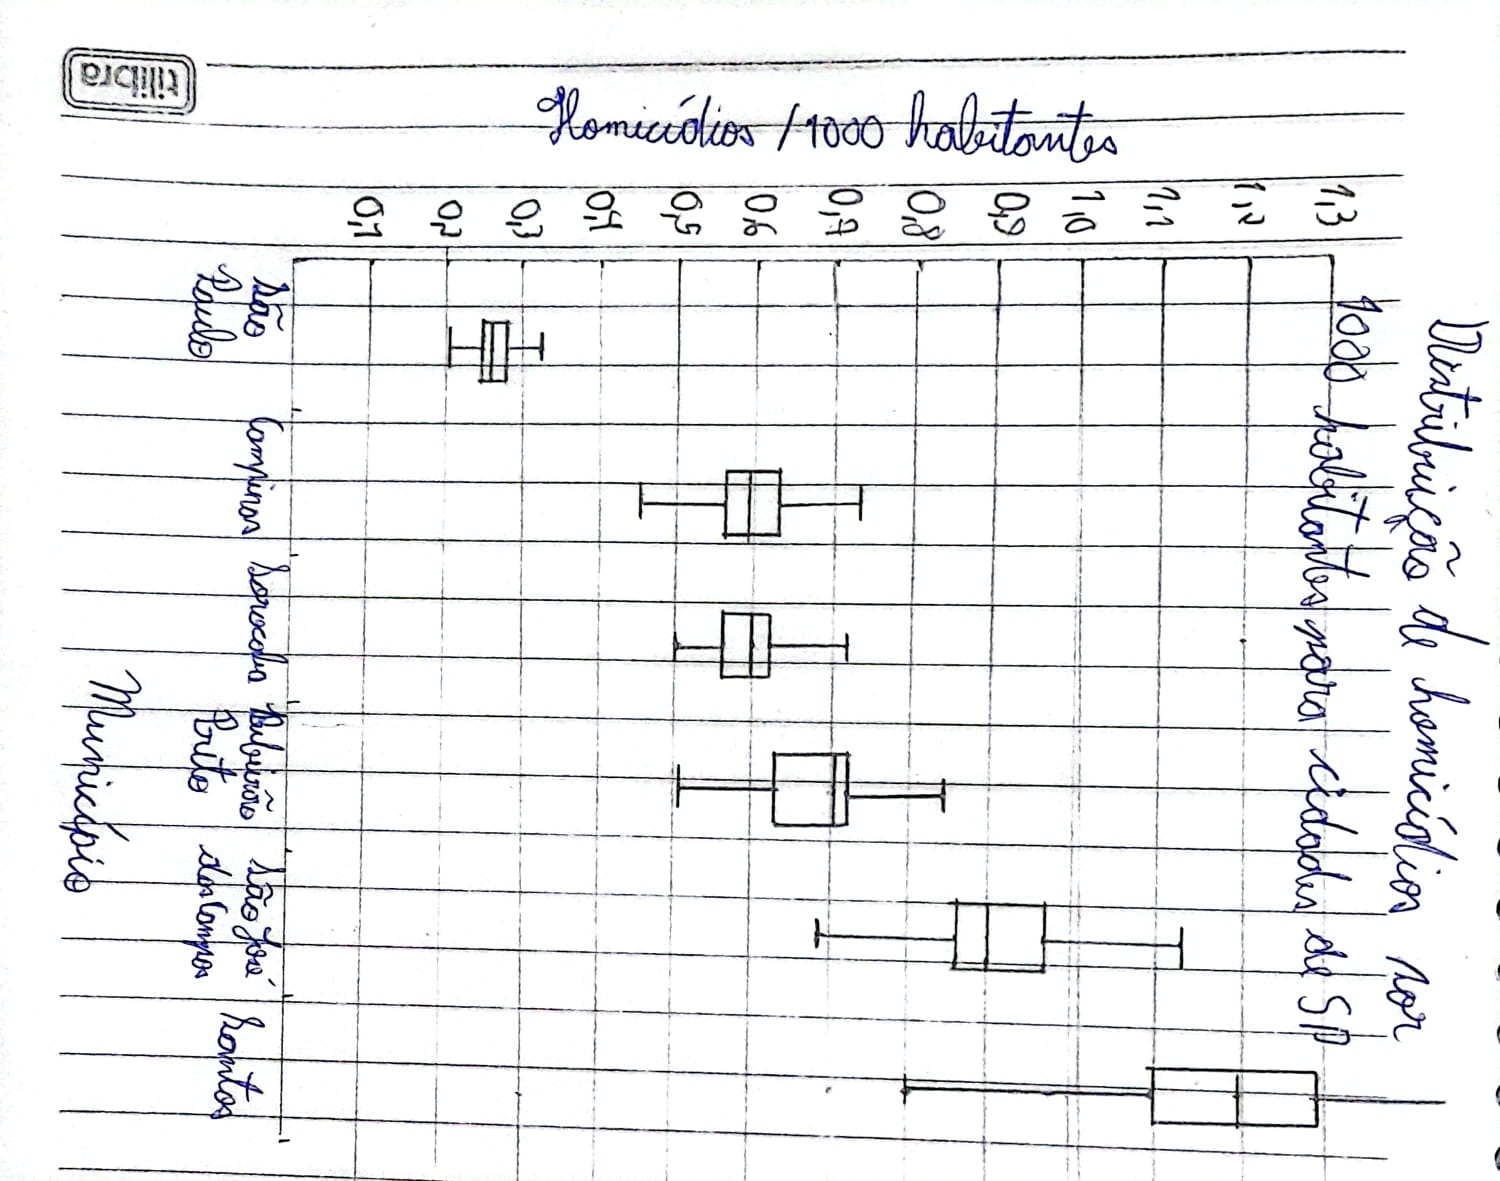 Distribuição de homicídios por
1000 habitantes para cidades de SP
1,3
1,2
1,1
1,0
0,9
0,8
0,7
0,6
0,5
0,4
0,3
0,2
0,1
Homicídios / 1000 habitantes
São Paulo
Campinas
Sorocaba
Ribeirão Preto
São José dos Campos
Santos
Município
tilibra